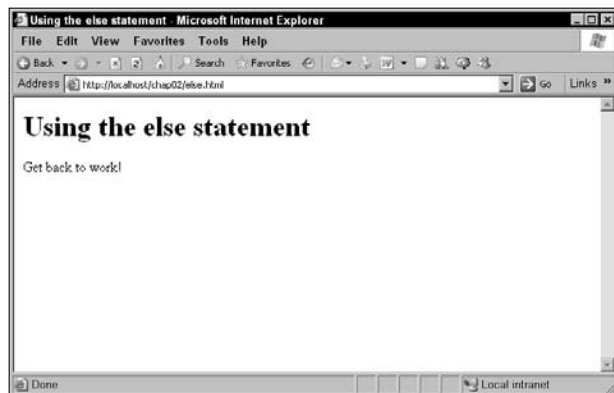 Using the else statement - Microsoft Internet Explorer
File Edit View Favorites Tools Help
Back Search Favorites
Address http://localhost/chap02/else.html Go Links »
Using the else statement
Get back to work!
Done Local intranet